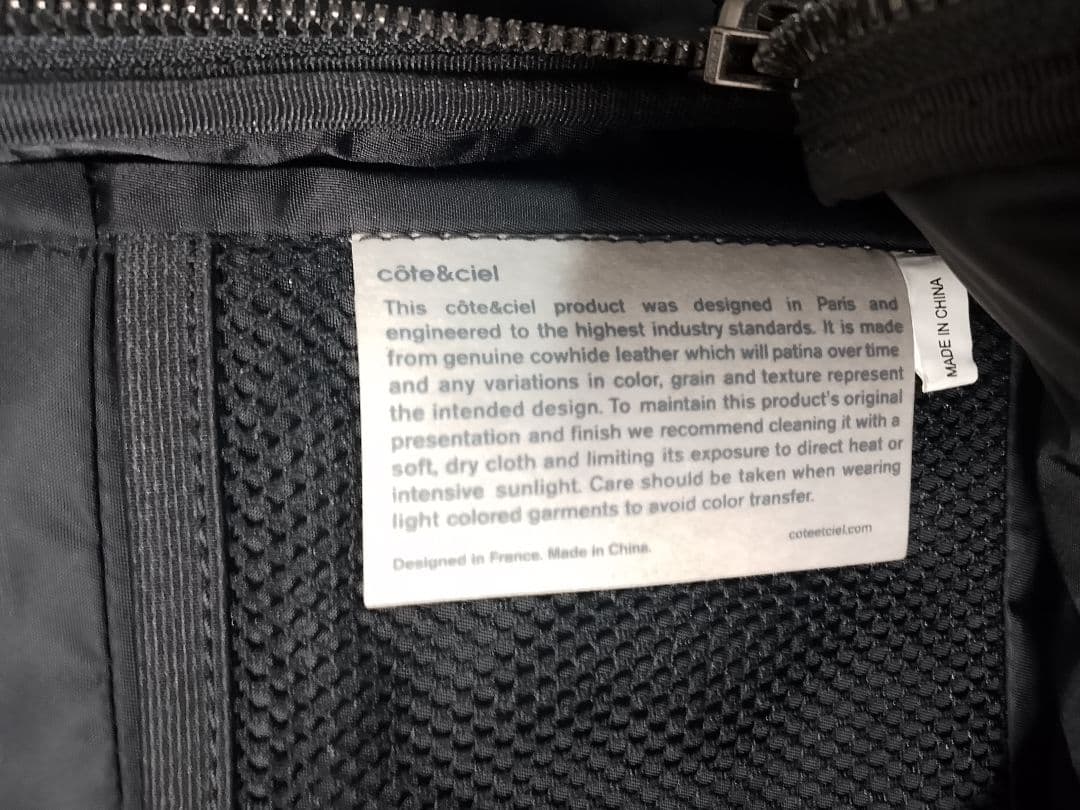 côte&ciel
This côte&ciel product was designed in Paris and
engineered to the highest industry standards. It is made
from genuine cowhide leather which will patina over time
and any variations in color, grain and texture represent
the intended design. To maintain this product's original
presentation and finish we recommend cleaning it with a
soft, dry cloth and limiting its exposure to direct heat or
intensive sunlight. Care should be taken when wearing
light colored garments to avoid color transfer.
coteetciel.com
Designed in France. Made in China.
MADE IN CHINA